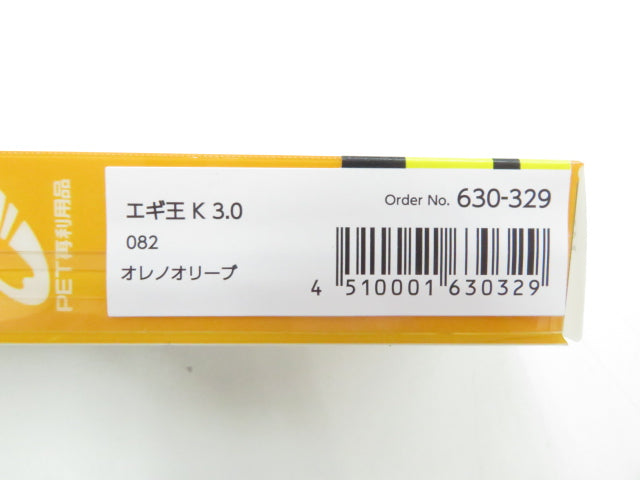 PET再利用品
エギ王 K 3.0
082
オレノオリーブ
Order No. 630-329
4 510001 630329